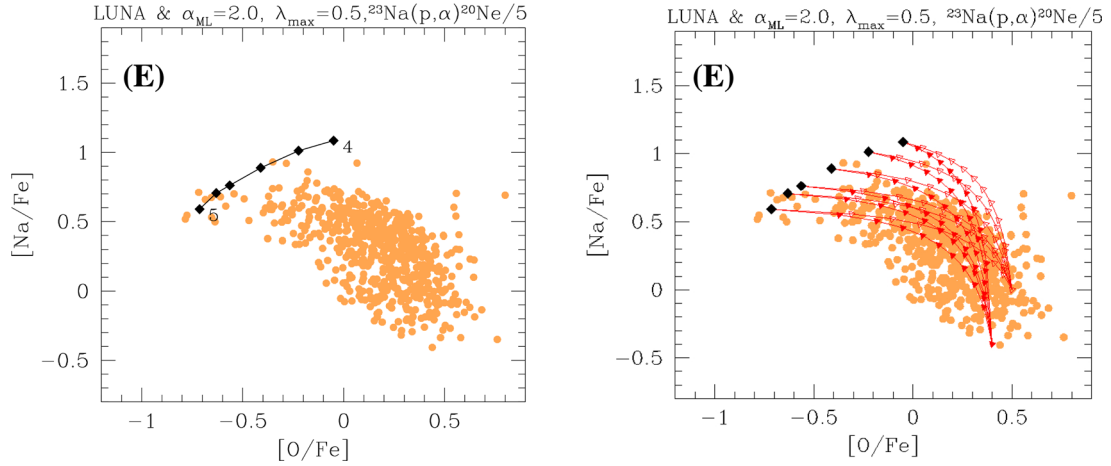 LUNA & α_ML=2.0, λ_max=0.5,²³Na(p,α)²⁰Ne/5
(E)
1.5
1
0.5
0
−0.5
[Na/Fe]
4
5
−1
−0.5
0
0.5
[O/Fe]
LUNA & α_ML=2.0, λ_max=0.5, ²³Na(p,α)²⁰Ne/5
(E)
1.5
1
0.5
0
−0.5
[Na/Fe]
−1
−0.5
0
0.5
[O/Fe]